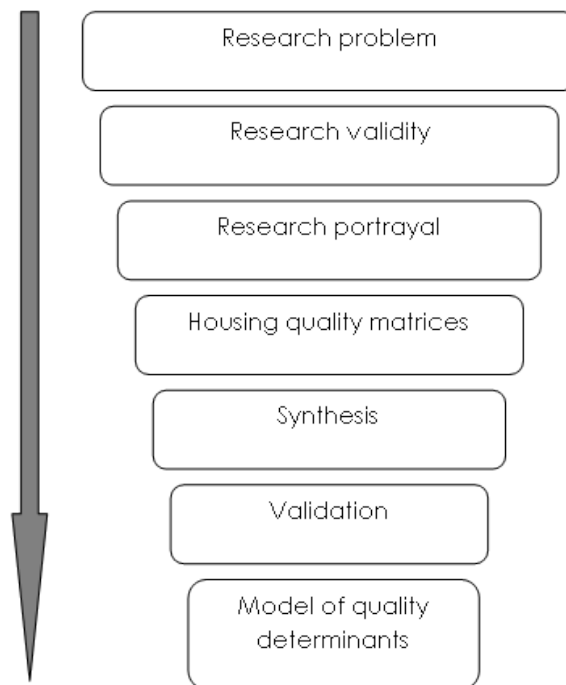 Research problem
Research validity
Research portrayal
Housing quality matrices
Synthesis
Validation
Model of quality
determinants